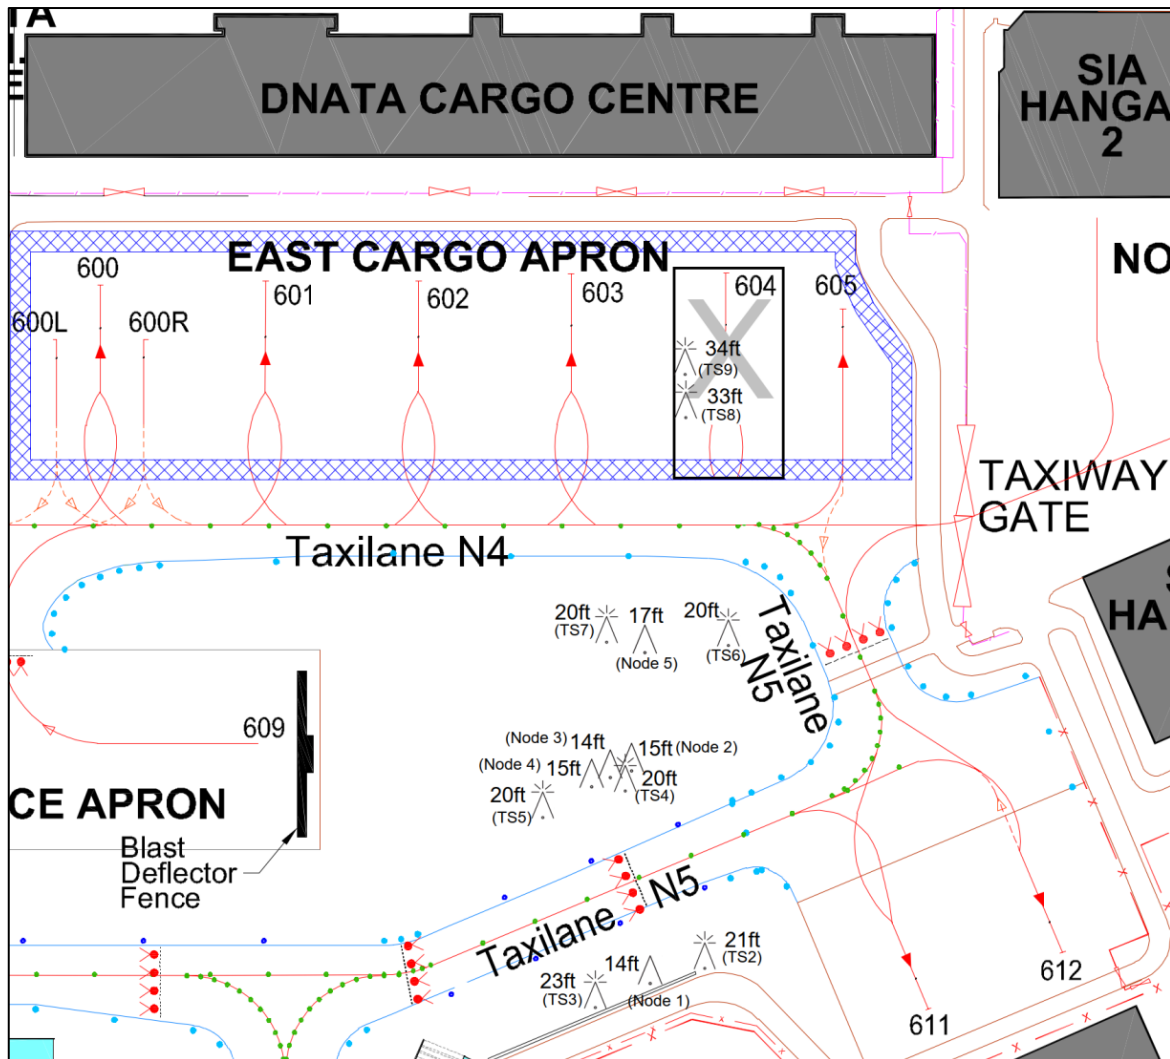 TA
DNATA CARGO CENTRE
SIA
HANGA
2
EAST CARGO APRON
NO
600
600L
600R
601
602
603
604
605
34ft
(TS9)
X
33ft
(TS8)
TAXIWAY
GATE
Taxilane N4
20ft
(TS7)
17ft
(Node 5)
20ft
(TS6)
Taxilane
N5
HA
609
(Node 3) 14ft
15ft (Node 2)
(Node 4) 15ft
20ft
(TS4)
20ft
(TS5)
CE APRON
Blast
Deflector
Fence
Taxilane N5
21ft
(TS2)
14ft
(Node 1)
23ft
(TS3)
612
611